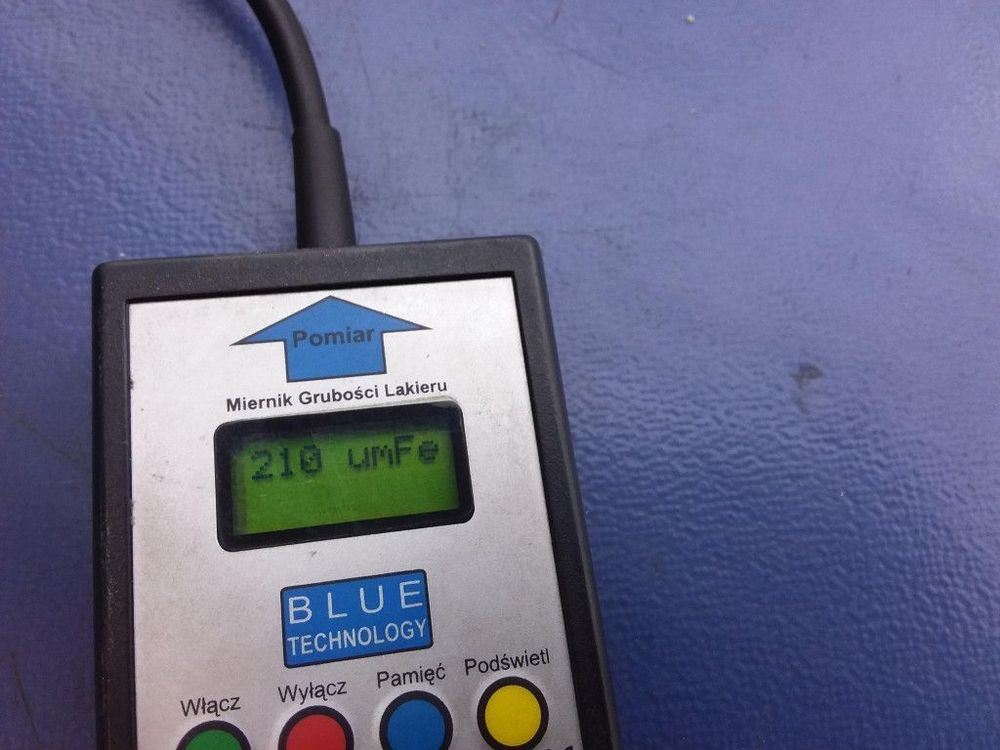 Pomiar
Miernik Grubości Lakieru
210 umFe
BLUE
TECHNOLOGY
Włącz Wyłącz Pamięć Podświetl